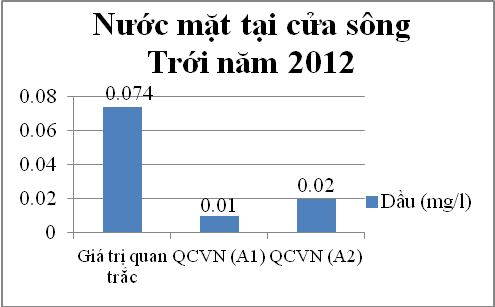 Nước mặt tại cửa sông
Trới năm 2012
0.08
0.06
0.04
0.02
0
0.074
0.01
0.02
Giá trị quan
trắc
QCVN (A1)
QCVN (A2)
Dầu (mg/l)